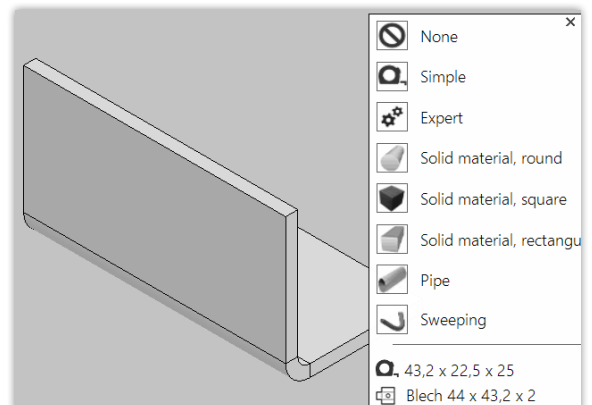 None
Simple
Expert
Solid material, round
Solid material, square
Solid material, rectangu
Pipe
Sweeping
43,2 x 22,5 x 25
Blech 44 x 43,2 x 2